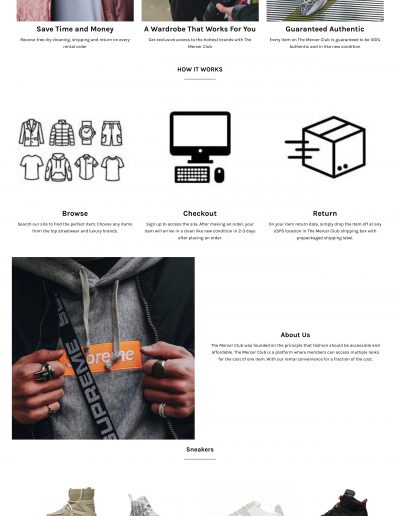 Save Time and Money
Receive free dry cleaning, shipping and return on every
rental order
A Wardrobe That Works For You
Get exclusive access to the hottest brands with The
Mercer Club
Guaranteed Authentic
Every item on The Mercer Club is guaranteed to be 100%
Authentic and in like new condition
HOW IT WORKS
Browse
Search our site to find the perfect item. Choose any items
from the top streetwear and luxury brands.
Checkout
Sign up to access the site. After making an order, your
item will arrive in a clean like new condition in 2-3 days
after placing an order.
Return
On your item return date, simply drop the item off at any
USPS location in The Mercer Club shipping box with
prepackaged shipping label.
SUPREME
preme
About Us
The Mercer Club was founded on the principle that fashion should be accessible and
affordable. The Mercer Club is a platform where members can access multiple looks
for the cost of one item. With our rental convenience for a fraction of the cost.
Sneakers